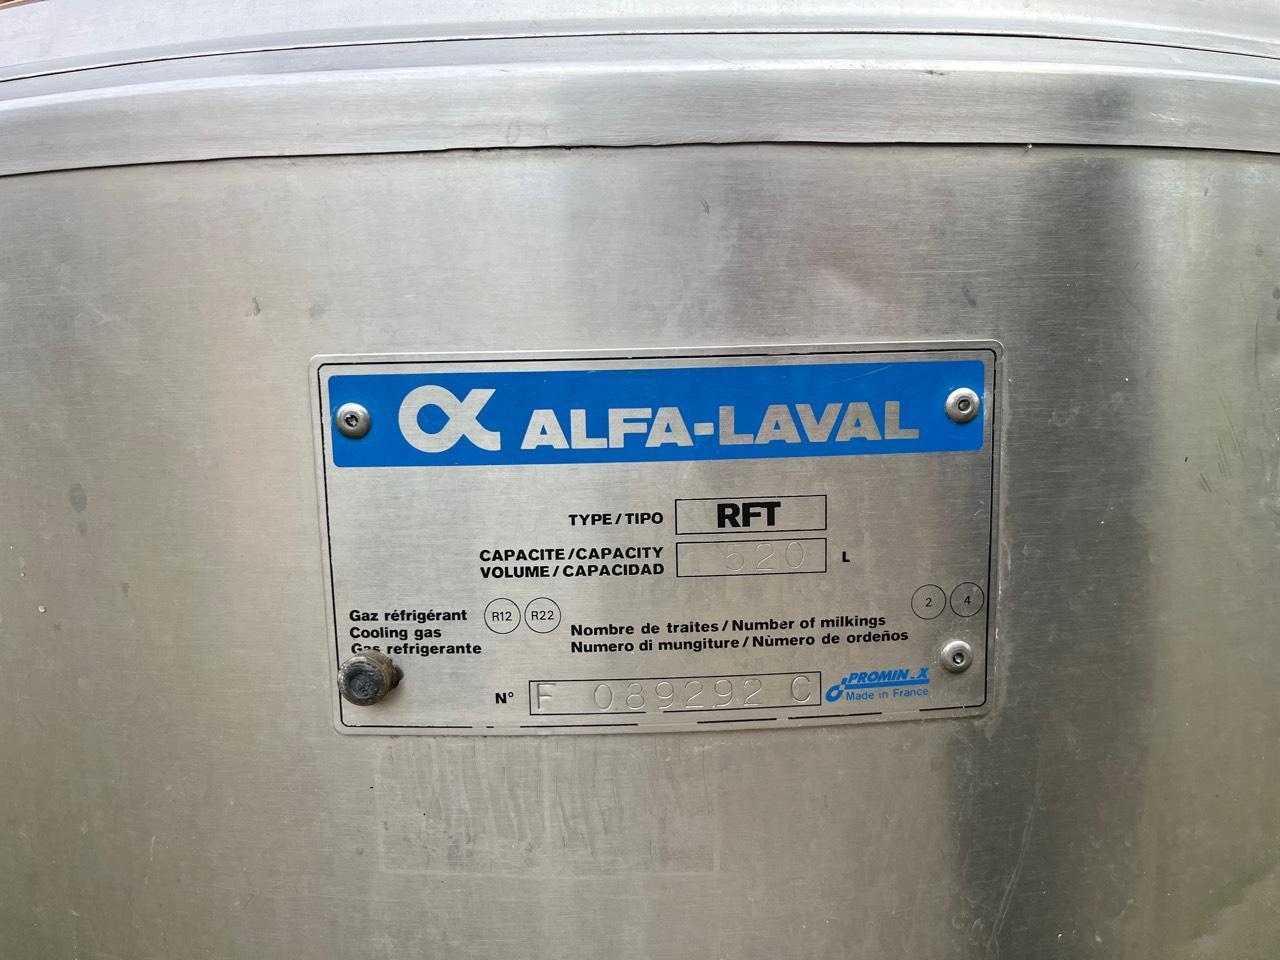 ALFA-LAVAL
TYPE/TIPO RFT
CAPACITE/CAPACITY
VOLUME/CAPACIDAD 520 L
Gaz réfrigérant R12 R22
Cooling gas
Gas refrigerante
Nombre de traites/Number of milkings 2 4
Numero di mungiture/Nùmero de ordeños
N° F 089292 C
PROMIN.X
Made in France